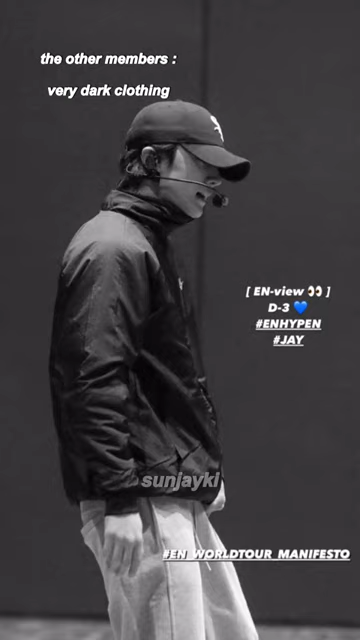 the other members :
very dark clothing
[ EN-view 👀 ]
D-3 💙
#ENHYPEN
#JAY
sunjayki
#EN_WORLDTOUR_MANIFESTO